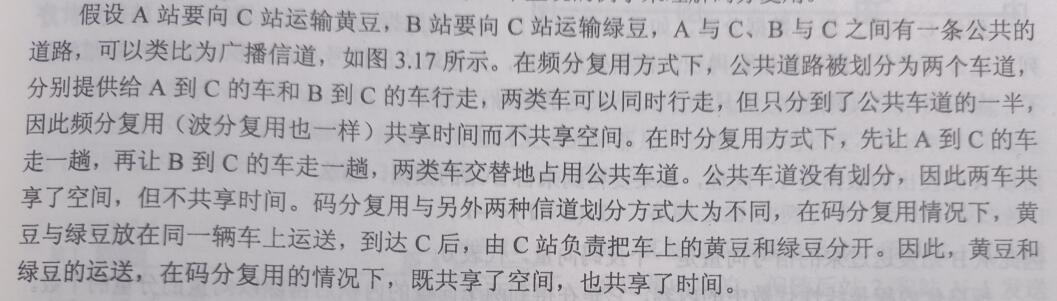 假设 A 站要向 C 站运输黄豆，B 站要向 C 站运输绿豆，A 与 C、B 与 C 之间有一条公共的
道路，可以类比为广播信道，如图 3.17 所示。在频分复用方式下，公共道路被划分为两个车道，
分别提供给 A 到 C 的车和 B 到 C 的车行走，两类车可以同时行走，但只分到了公共车道的一半，
因此频分复用（波分复用也一样）共享时间而不共享空间。在时分复用方式下，先让 A 到 C 的车
走一趟，再让 B 到 C 的车走一趟，两类车交替地占用公共车道。公共车道没有划分，因此两车共
享了空间，但不共享时间。码分复用与另外两种信道划分方式大为不同，在码分复用情况下，黄
豆与绿豆放在同一辆车上运送，到达 C 后，由 C 站负责把车上的黄豆和绿豆分开。因此，黄豆和
绿豆的运送，在码分复用的情况下，既共享了空间，也共享了时间。